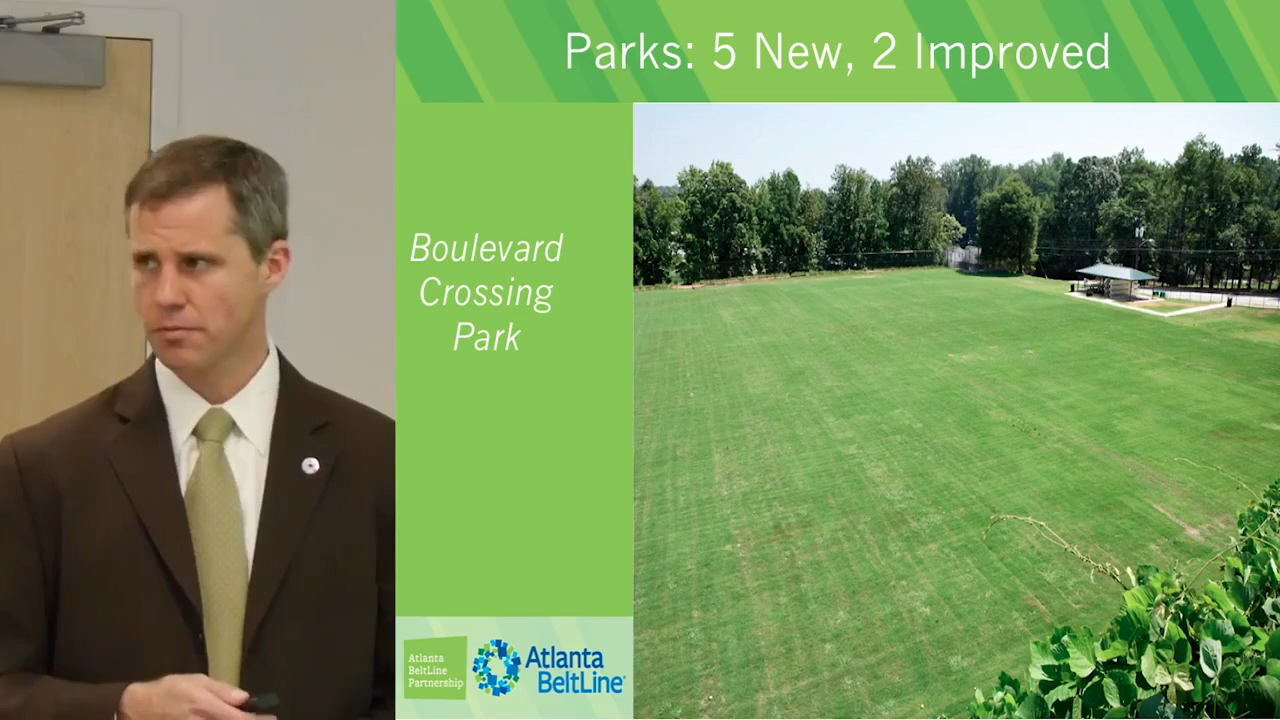 Parks: 5 New, 2 Improved
Boulevard
Crossing
Park
Atlanta
BeltLine
Partnership
Atlanta
BeltLine®